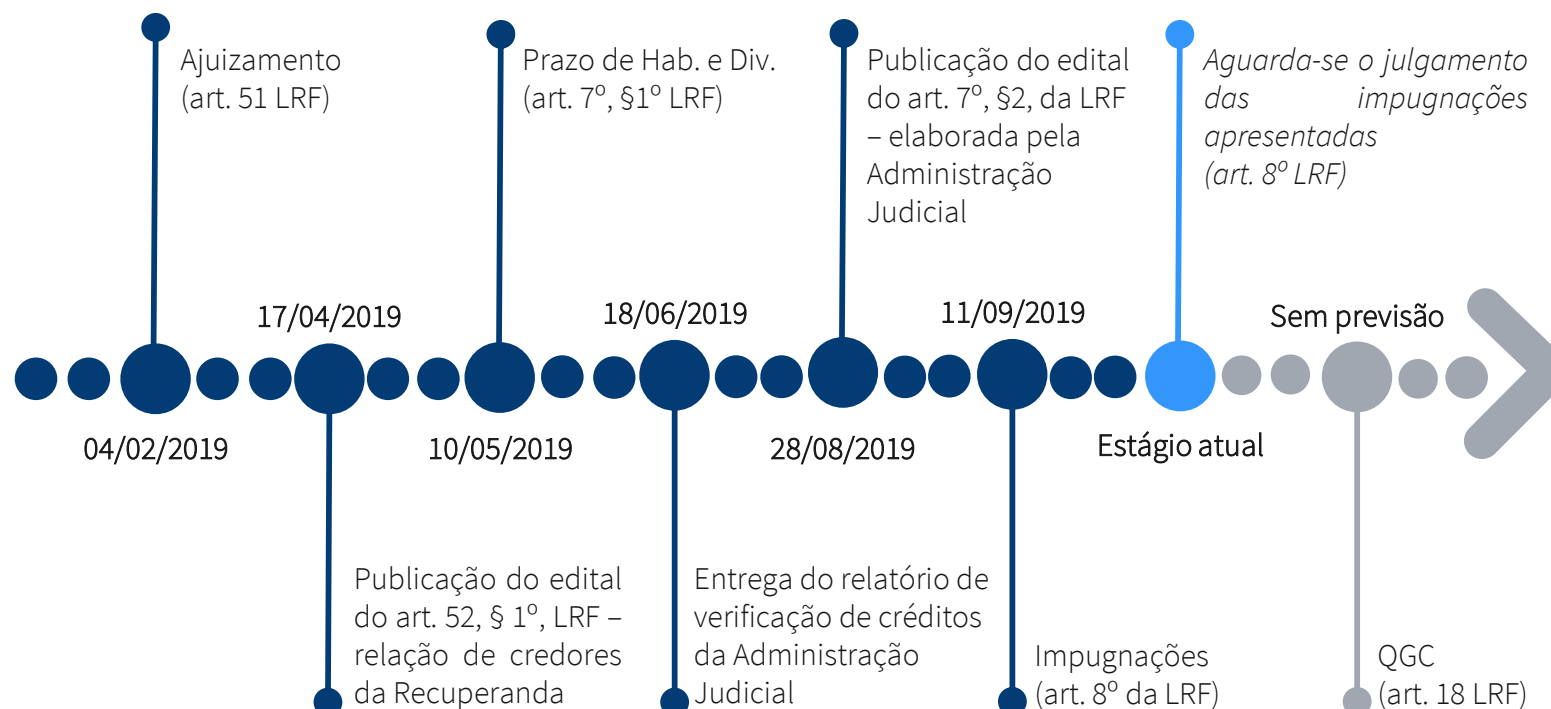 Ajuizamento
(art. 51 LRF)
Prazo de Hab. e Div.
(art. 7º, §1º LRF)
Publicação do edital
do art. 7º, §2, da LRF
– elaborada pela
Administração
Judicial
Aguarda-se o julgamento
das impugnações
apresentadas
(art. 8º LRF)
17/04/2019
18/06/2019
11/09/2019
Sem previsão
04/02/2019
10/05/2019
28/08/2019
Estágio atual
Publicação do edital
do art. 52, § 1º, LRF –
relação de credores
da Recuperanda
Entrega do relatório de
verificação de créditos
da Administração
Judicial
Impugnações
(art. 8º da LRF)
QGC
(art. 18 LRF)